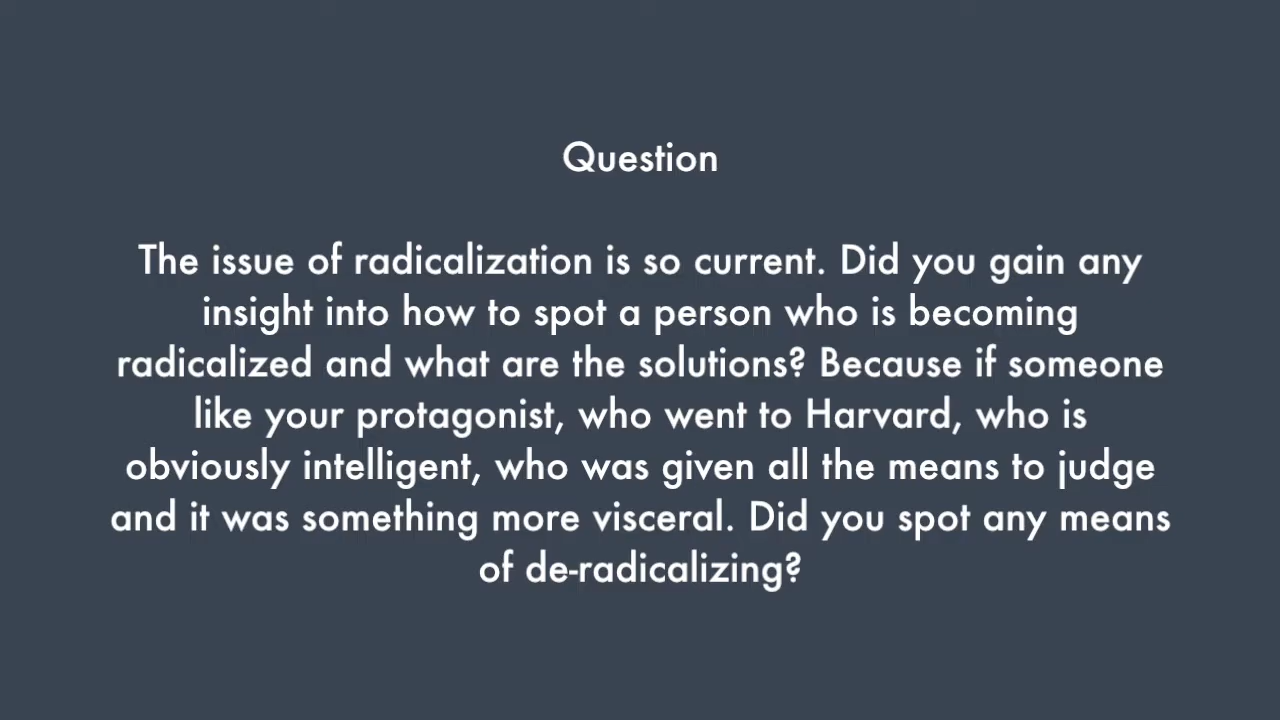 Question
The issue of radicalization is so current. Did you gain any
insight into how to spot a person who is becoming
radicalized and what are the solutions? Because if someone
like your protagonist, who went to Harvard, who is
obviously intelligent, who was given all the means to judge
and it was something more visceral. Did you spot any means
of de-radicalizing?